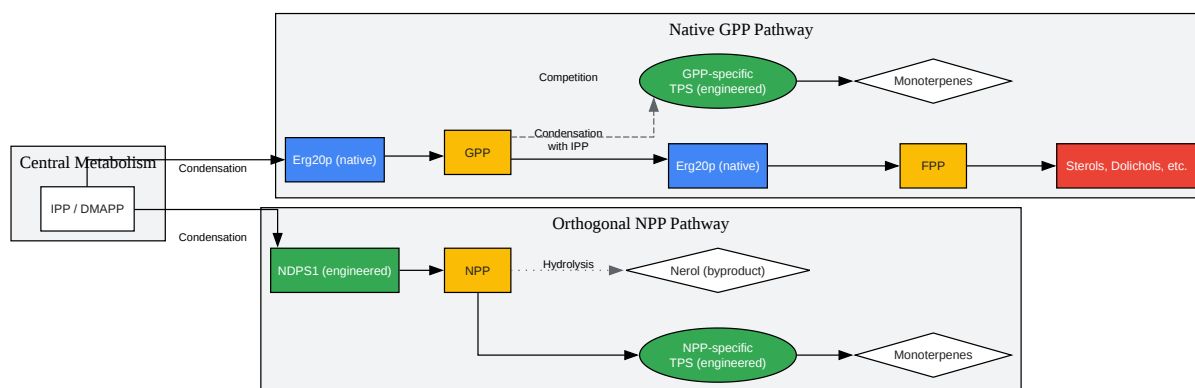 Native GPP Pathway
GPP-specific
TPS (engineered)
Competition
Monoterpenes
Condensation
with IPP
Erg20p (native)
GPP
Erg20p (native)
FPP
Sterols, Dolichols, etc.
Central Metabolism
Condensation
IPP / DMAPP
Condensation
Orthogonal NPP Pathway
NDPS1 (engineered)
NPP
Hydrolysis
Nerol (byproduct)
NPP-specific
TPS (engineered)
Monoterpenes